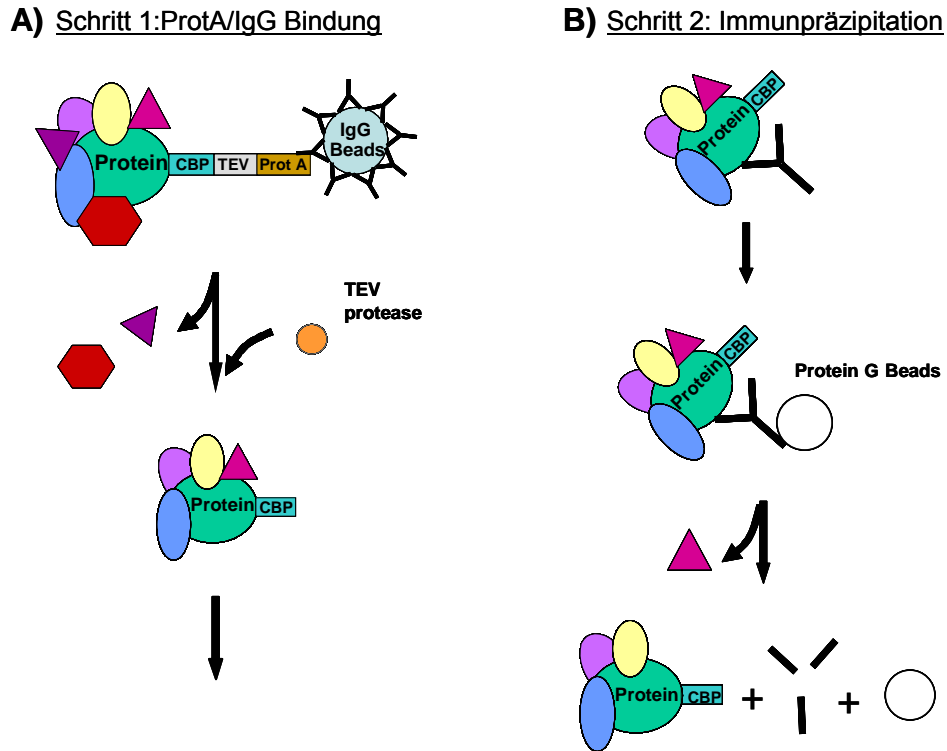 A) Schritt 1:ProtA/IgG Bindung
IgG
Beads
Protein CBP TEV Prot A
TEV
protease
Protein CBP
B) Schritt 2: Immunpräzipitation
Protein CBP
Protein CBP
Protein G Beads
Protein CBP + +